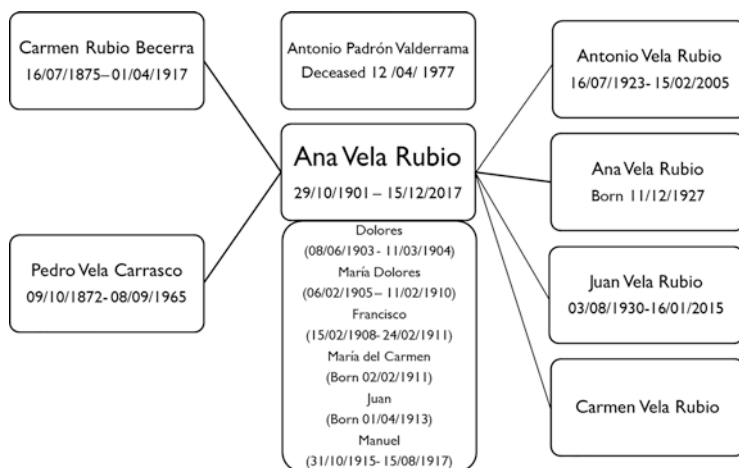 Carmen Rubio Becerra
16/07/1875– 01/04/1917
Pedro Vela Carrasco
09/10/1872- 08/09/1965
Antonio Padrón Valderrama
Deceased 12 /04/ 1977
Ana Vela Rubio
29/10/1901 – 15/12/2017
Dolores
(08/06/1903 - 11/03/1904)
María Dolores
(06/02/1905– 11/02/1910)
Francisco
(15/02/1908- 24/02/1911)
María del Carmen
(Born 02/02/1911)
Juan
(Born 01/04/1913)
Manuel
(31/10/1915- 15/08/1917)
Antonio Vela Rubio
16/07/1923- 15/02/2005
Ana Vela Rubio
Born 11/12/1927
Juan Vela Rubio
03/08/1930-16/01/2015
Carmen Vela Rubio